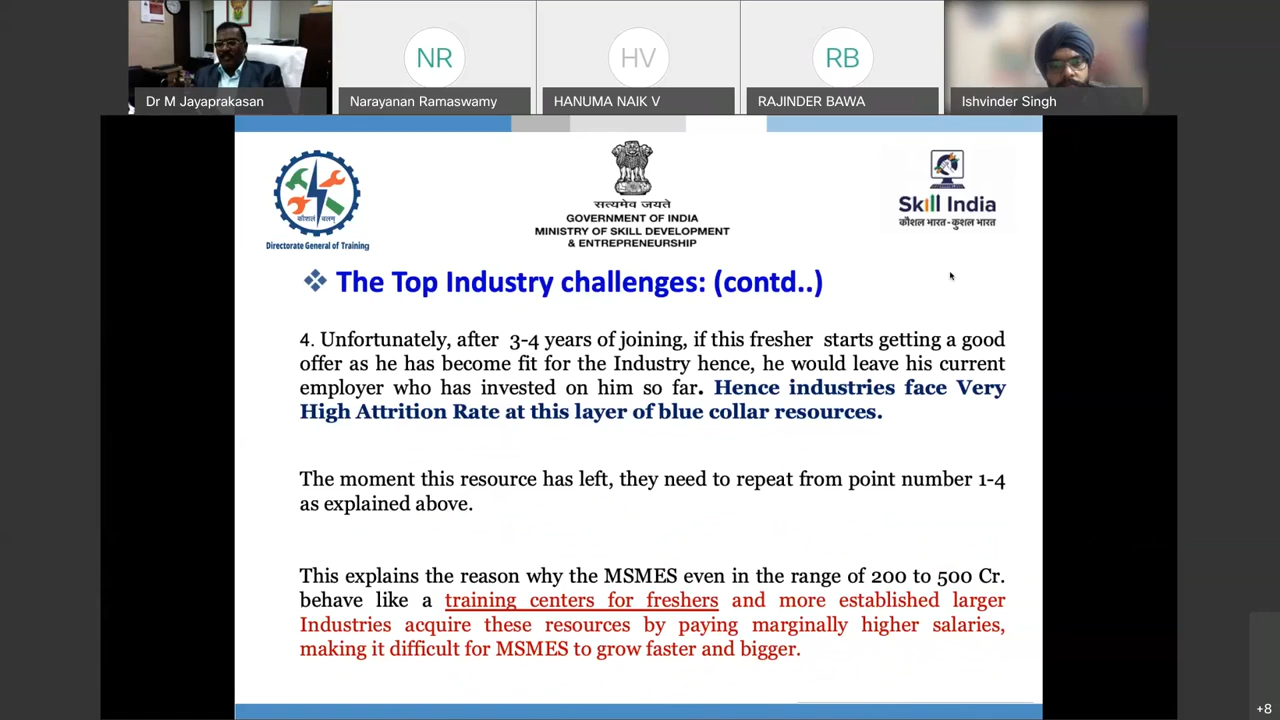 NR
HV
RB
Dr M Jayaprakasan
Narayanan Ramaswamy
HANUMA NAIK V
RAJINDER BAWA
Ishvinder Singh
कौशलं बलम्
Directorate General of Training
सत्यमेव जयते
GOVERNMENT OF INDIA
MINISTRY OF SKILL DEVELOPMENT
& ENTREPRENEURSHIP
Skill India
कौशल भारत-कुशल भारत
❖ The Top Industry challenges: (contd..)
4. Unfortunately, after 3-4 years of joining, if this fresher starts getting a good
offer as he has become fit for the Industry hence, he would leave his current
employer who has invested on him so far. Hence industries face Very
High Attrition Rate at this layer of blue collar resources.
The moment this resource has left, they need to repeat from point number 1-4
as explained above.
This explains the reason why the MSMES even in the range of 200 to 500 Cr.
behave like a training centers for freshers and more established larger
Industries acquire these resources by paying marginally higher salaries,
making it difficult for MSMES to grow faster and bigger.
+8